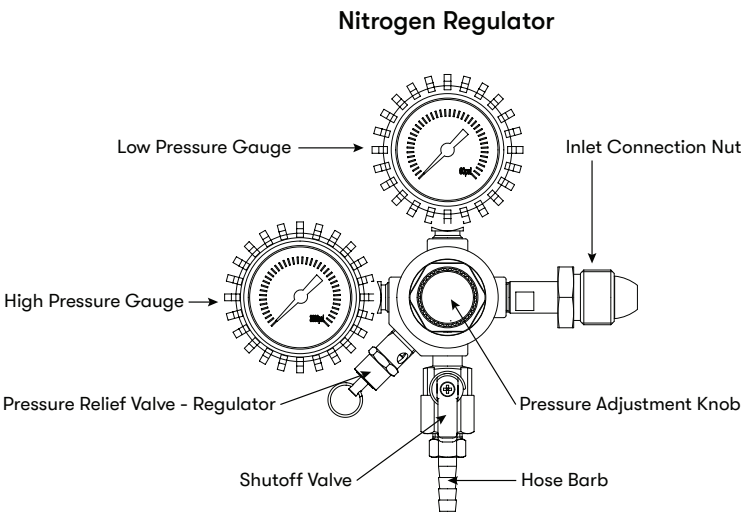 Nitrogen Regulator
Low Pressure Gauge
Inlet Connection Nut
High Pressure Gauge
Pressure Relief Valve - Regulator
Pressure Adjustment Knob
Shutoff Valve
Hose Barb